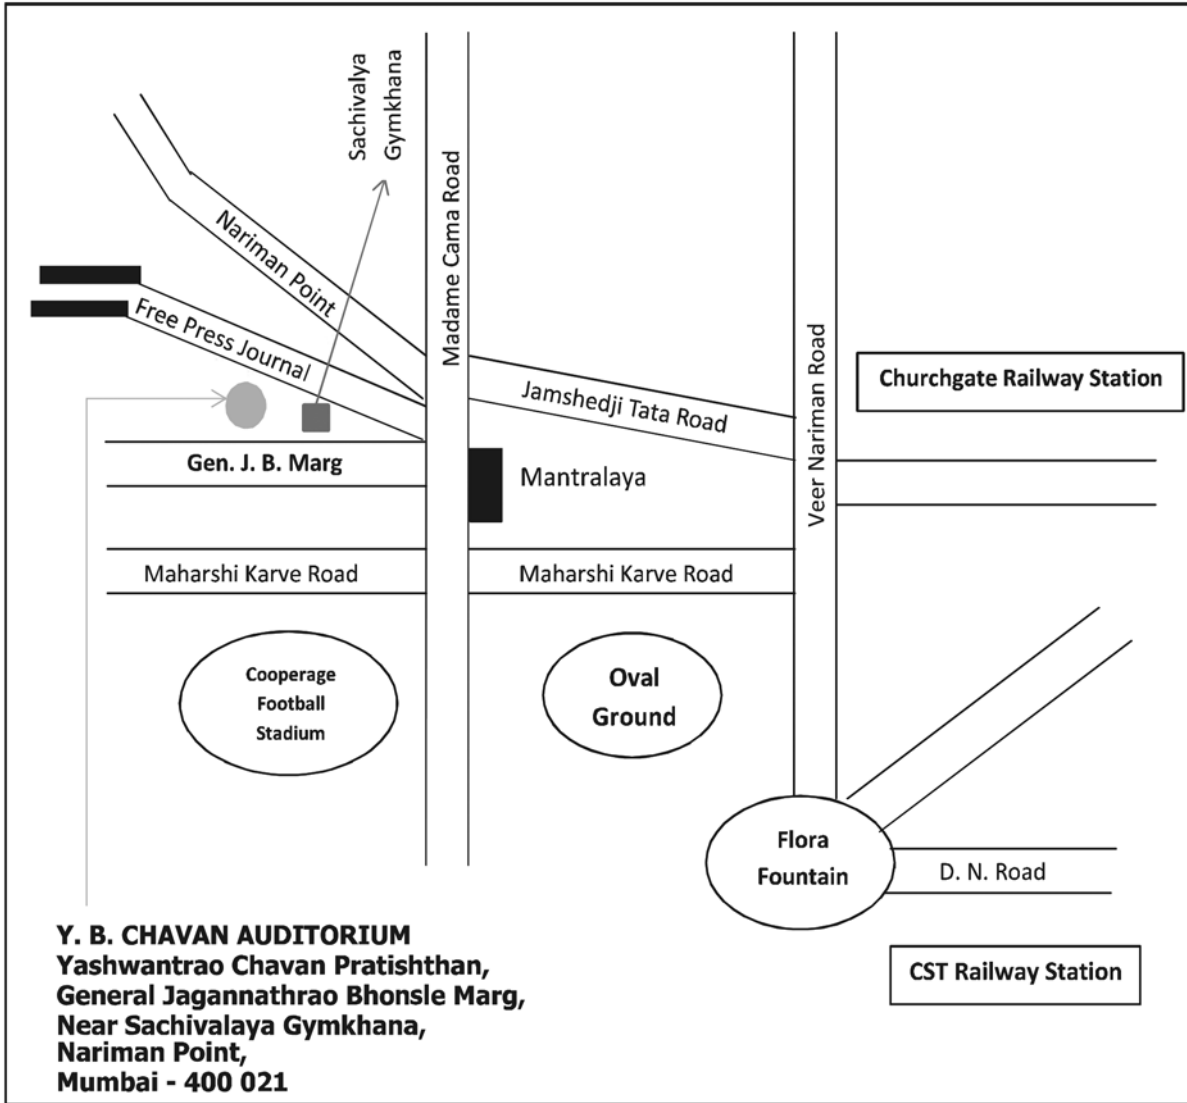 Sachivalya
Gymkhana
Madame Cama Road
Nariman Point
Free Press Journal
Jamshedji Tata Road
Veer Nariman Road
Churchgate Railway Station
Gen. J. B. Marg
Mantralaya
Maharshi Karve Road
Maharshi Karve Road
Cooperage
Football
Stadium
Oval
Ground
Flora
Fountain
D. N. Road
CST Railway Station
Y. B. CHAVAN AUDITORIUM
Yashwantrao Chavan Pratishthan,
General Jagannathrao Bhonsle Marg,
Near Sachivalaya Gymkhana,
Nariman Point,
Mumbai - 400 021